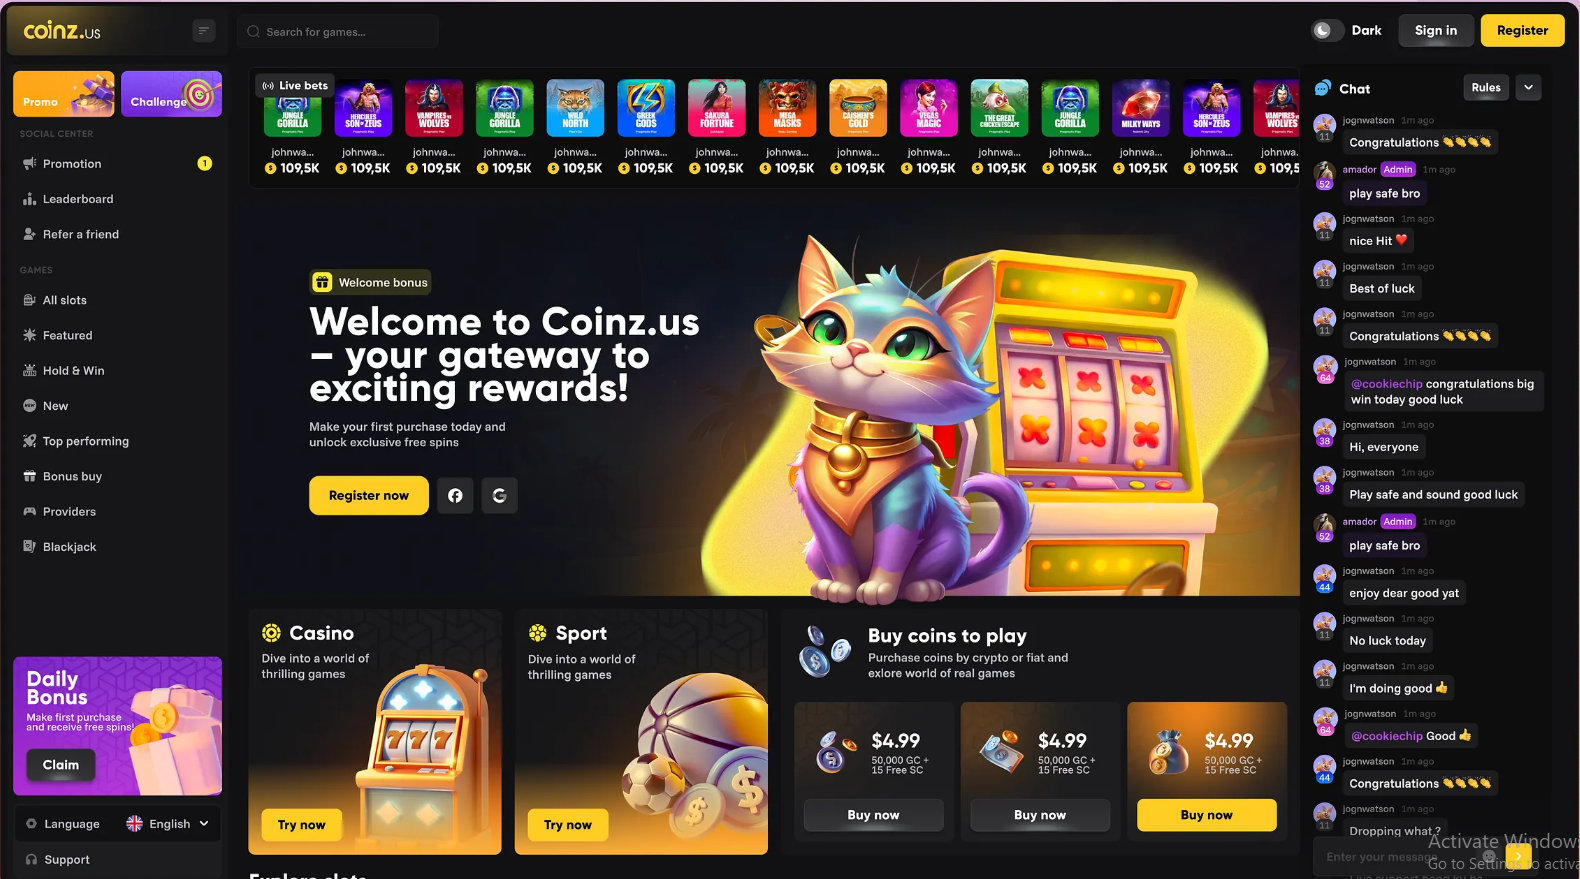 coinz.us
Search for games...
Dark
Sign in
Register
Promo
Challenge
SOCIAL CENTER
Promotion
1
Leaderboard
Refer a friend
GAMES
All slots
Featured
Hold & Win
New
Top performing
Bonus buy
Providers
Blackjack
Daily
Bonus
Make first purchase
and receive free spins!
Claim
Language
English
Support
Live bets
JUNGLE GORILLA
johnwa...
109,5K
HERCULES SON OF ZEUS
johnwa...
109,5K
VAMPIRES VS WOLVES
johnwa...
109,5K
JUNGLE GORILLA
johnwa...
109,5K
WILD NORTH
johnwa...
109,5K
GREEK GODS
johnwa...
109,5K
SAKURA FORTUNE
johnwa...
109,5K
MEGA MASKS
johnwa...
109,5K
CAISHEN'S GOLD
johnwa...
109,5K
VEGAS MAGIC
johnwa...
109,5K
THE GREAT CHICKEN ESCAPE
johnwa...
109,5K
JUNGLE GORILLA
johnwa...
109,5K
MILKY WAYS
johnwa...
109,5K
HERCULES SON OF ZEUS
johnwa...
109,5K
VAMPIRES WOLVES
johnwa.
109,5
Welcome bonus
Welcome to Coinz.us
– your gateway to
exciting rewards!
Make your first purchase today and
unlock exclusive free spins
Register now
Casino
Dive into a world of
thrilling games
777
Try now
Sport
Dive into a world of
thrilling games
Try now
Buy coins to play
Purchase coins by crypto or fiat and
exlore world of real games
$4.99
50,000 GC +
15 Free SC
Buy now
$4.99
50,000 GC +
15 Free SC
Buy now
$4.99
50,000 GC +
15 Free SC
Buy now
Chat
Rules
jognwatson 1m ago
11
Congratulations 👏👏👏👏
amador Admin 1m ago
52
play safe bro
jognwatson 1m ago
11
nice Hit ❤️
jognwatson 1m ago
11
Best of luck
jognwatson 1m ago
11
Congratulations 👏👏👏👏
jognwatson 1m ago
64
@cookiechip congratulations big
win today good luck
jognwatson 1m ago
38
Hi, everyone
jognwatson 1m ago
38
Play safe and sound good luck
amador Admin 1m ago
52
play safe bro
jognwatson 1m ago
44
enjoy dear good yat
jognwatson 1m ago
11
No luck today
jognwatson 1m ago
11
I'm doing good 👍
jognwatson 1m ago
64
@cookiechip Good 👍
jognwatson 1m ago
44
Congratulations 👏👏👏👏
jognwatson 1m ago
11
Dropping what ?
Enter your message
Activate Windows
Go to Settings to activa